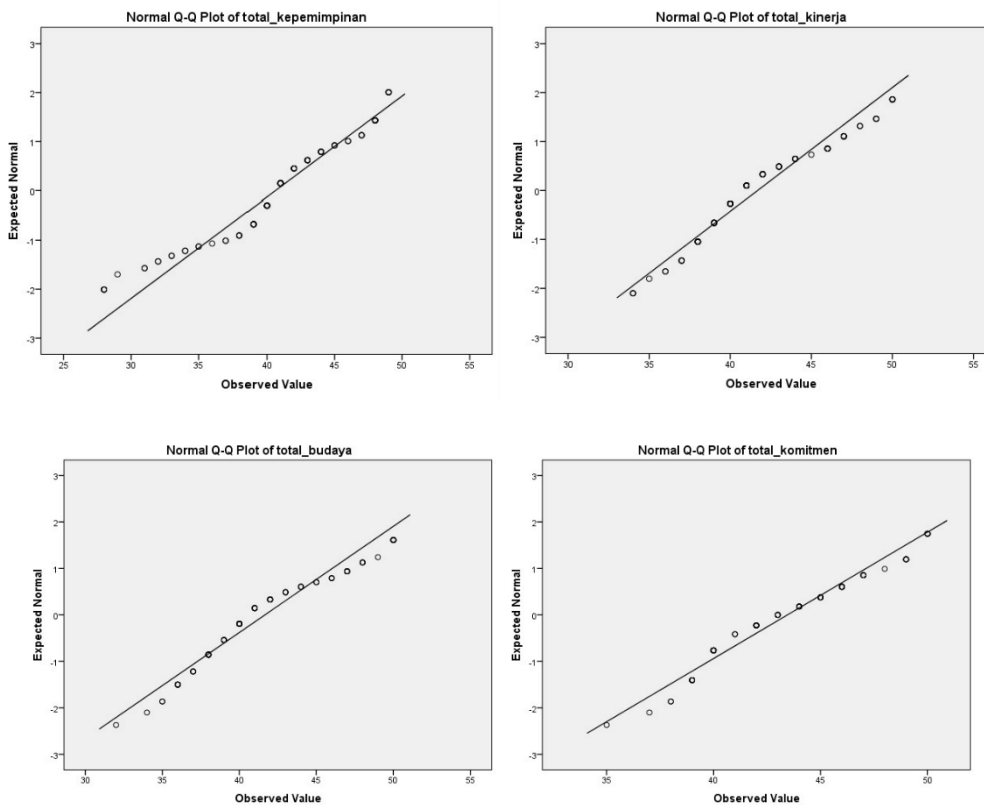 Normal Q-Q Plot of total_kepemimpinan
3
2
1
0
-1
-2
-3
Expected Normal
25 30 35 40 45 50 55
Observed Value
Normal Q-Q Plot of total_kinerja
3
2
1
0
-1
-2
-3
Expected Normal
30 35 40 45 50 55
Observed Value
Normal Q-Q Plot of total_budaya
3
2
1
0
-1
-2
-3
Expected Normal
30 35 40 45 50 55
Observed Value
Normal Q-Q Plot of total_komitmen
3
2
1
0
-1
-2
-3
Expected Normal
35 40 45 50
Observed Value